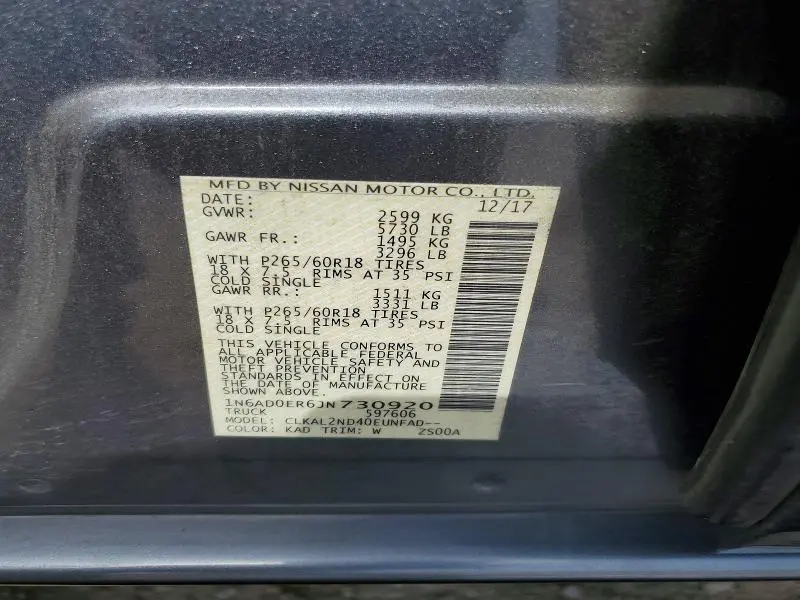 MFD BY NISSAN MOTOR CO., LTD.
DATE: 12/17
GVWR: 2599 KG
5730 LB
GAWR FR.: 1495 KG
3296 LB
WITH P265/60R18 TIRES
18 X 7.5 RIMS AT 35 PSI
COLD SINGLE
GAWR RR.: 1511 KG
3331 LB
WITH P265/60R18 TIRES
18 X 7.5 RIMS AT 35 PSI
COLD SINGLE
THIS VEHICLE CONFORMS TO
ALL APPLICABLE FEDERAL
MOTOR VEHICLE SAFETY AND
THEFT PREVENTION
STANDARDS IN EFFECT ON
THE DATE OF MANUFACTURE
SHOWN ABOVE.
1N6AD0ER6JN730920
TRUCK 597606
MODEL: CLKAL2ND40EUNFAD--
COLOR: KAD TRIM: W ZS00A